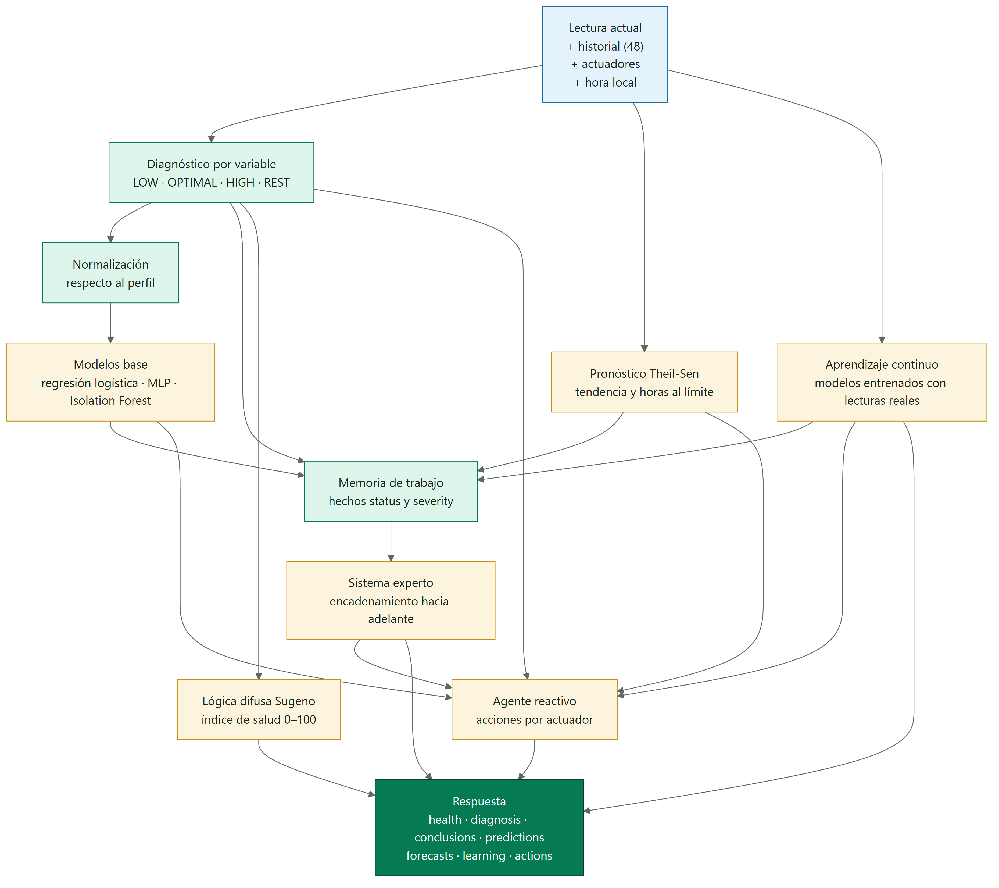 Lectura actual
+ historial (48)
+ actuadores
+ hora local
Diagnóstico por variable
LOW · OPTIMAL · HIGH · REST
Normalización
respecto al perfil
Modelos base
regresión logística · MLP ·
Isolation Forest
Pronóstico Theil-Sen
tendencia y horas al límite
Aprendizaje continuo
modelos entrenados con
lecturas reales
Memoria de trabajo
hechos status y severity
Sistema experto
encadenamiento hacia
adelante
Lógica difusa Sugeno
índice de salud 0–100
Agente reactivo
acciones por actuador
Respuesta
health · diagnosis ·
conclusions · predictions
forecasts · learning · actions